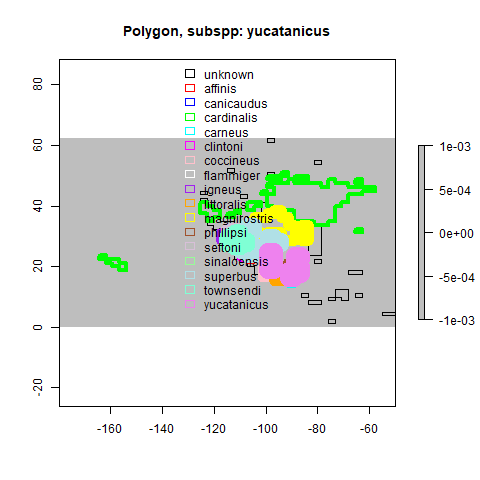 Polygon, subspp: yucatanicus
unknown
affinis
canicaudus
cardinalis
carneus
clintoni
coccineus
flammiger
igneus
littoralis
magnirostris
phillipsi
seftoni
sinaloensis
superbus
townsendi
yucatanicus
80
60
40
20
0
-20
-160
-140
-120
-100
-80
-60
1e-03
5e-04
0e+00
-5e-04
-1e-03